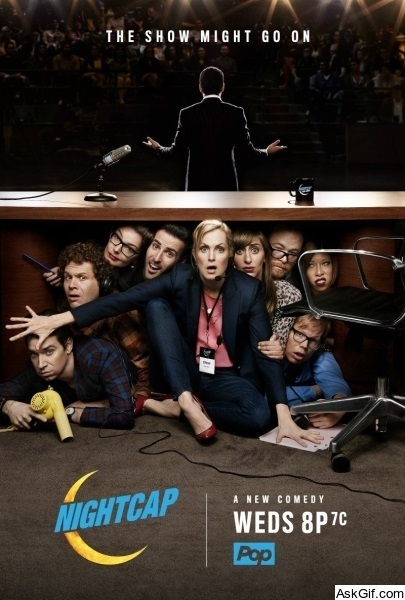 THE SHOW MIGHT GO ON
NIGHTCAP
A NEW COMEDY
WEDS 8P 7C
Pop
AskGif.com